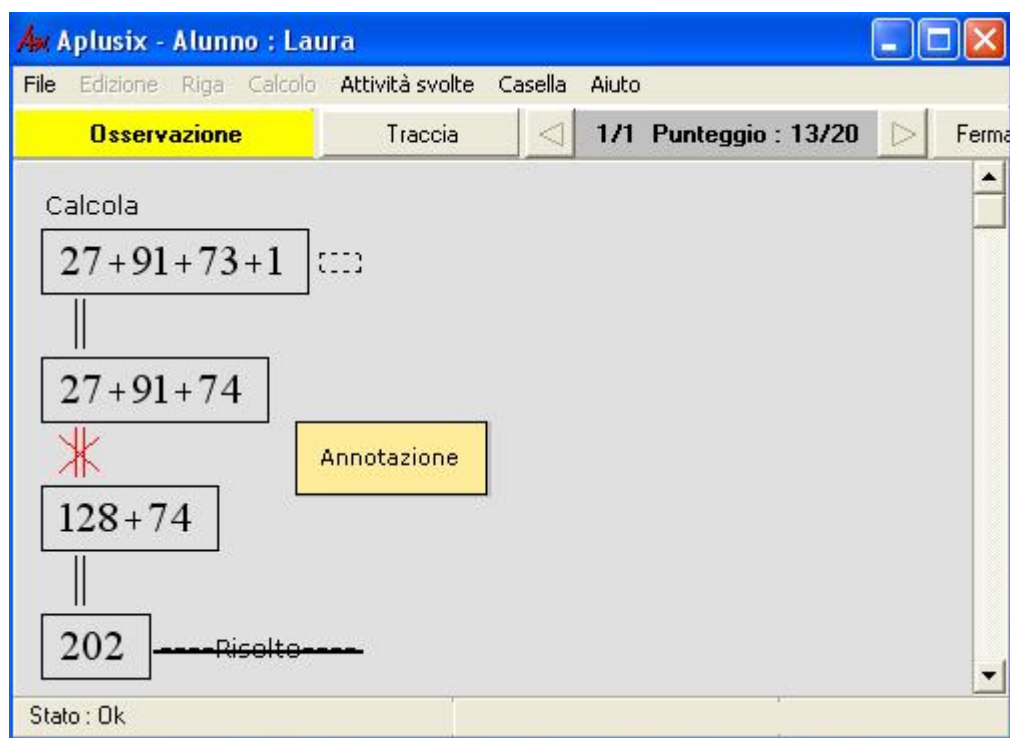 Aplusix - Alunno : Laura
File Edizione Riga Calcolo Attività svolte Casella Aiuto
Osservazione Traccia 1/1 Punteggio : 13/20 Ferma
Calcola
27+91+73+1
||
27+91+74
||
Annotazione
128+74
||
202 ----Risolto----
Stato : Ok